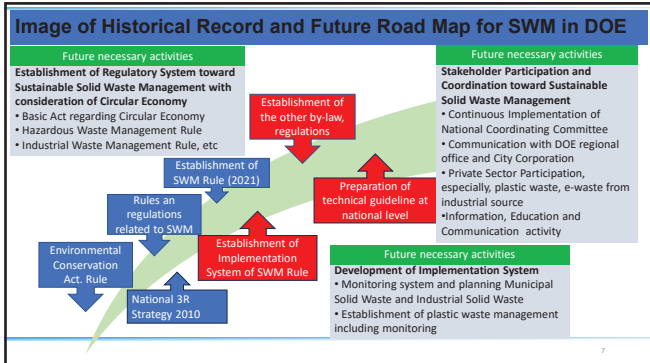 Image of Historical Record and Future Road Map for SWM in DOE
Future necessary activities
Establishment of Regulatory System toward
Sustainable Solid Waste Management with
consideration of Circular Economy
• Basic Act regarding Circular Economy
• Hazardous Waste Management Rule
• Industrial Waste Management Rule, etc
Future necessary activities
Stakeholder Participation and
Coordination toward Sustainable
Solid Waste Management
• Continuous Implementation of
National Coordinating Committee
• Communication with DOE regional
office and City Corporation
• Private Sector Participation,
especially, plastic waste, e-waste from
industrial source
•Information, Education and
Communication activity
Establishment of
the other by-law,
regulations
Establishment of
SWM Rule (2021)
Rules an
regulations
related to SWM
Environmental
Conservation
Act. Rule
National 3R
Strategy 2010
Establishment of
Implementation
System of SWM Rule
Preparation of
technical guideline at
national level
Future necessary activities
Development of Implementation System
• Monitoring system and planning Municipal
Solid Waste and Industrial Solid Waste
• Establishment of plastic waste management
including monitoring
7